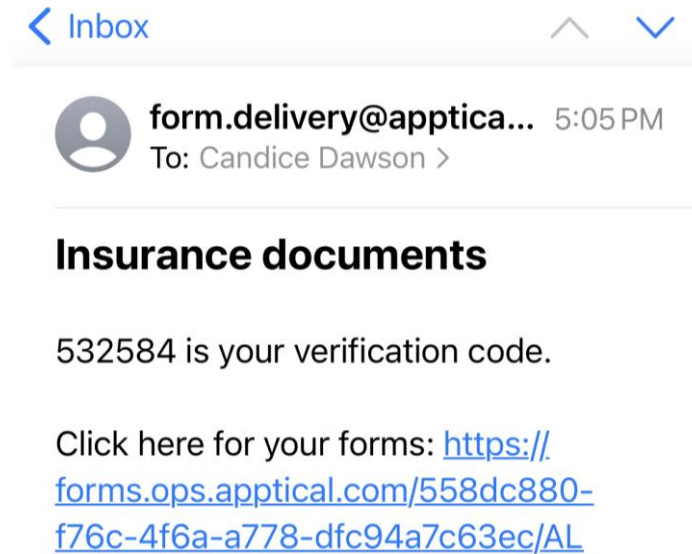 Inbox
form.delivery@apptica... 5:05 PM
To: Candice Dawson >
Insurance documents
532584 is your verification code.
Click here for your forms: https://
forms.ops.apptical.com/558dc880-
f76c-4f6a-a778-dfc94a7c63ec/AL